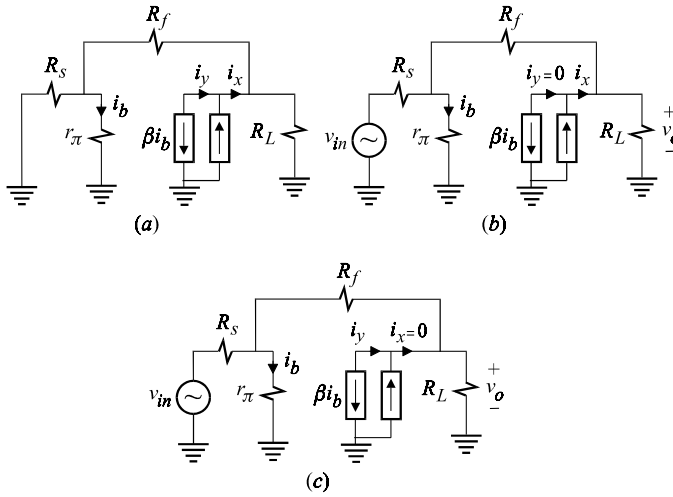 R_f
R_s
i_b
r_π
i_y
i_x
βi_b
R_L
(a)
R_f
R_s
v_in
i_b
r_π
i_y=0
i_x
βi_b
R_L
+
v_o
−
(b)
R_f
R_s
v_in
i_b
r_π
i_y
i_x=0
βi_b
R_L
+
v_o
−
(c)